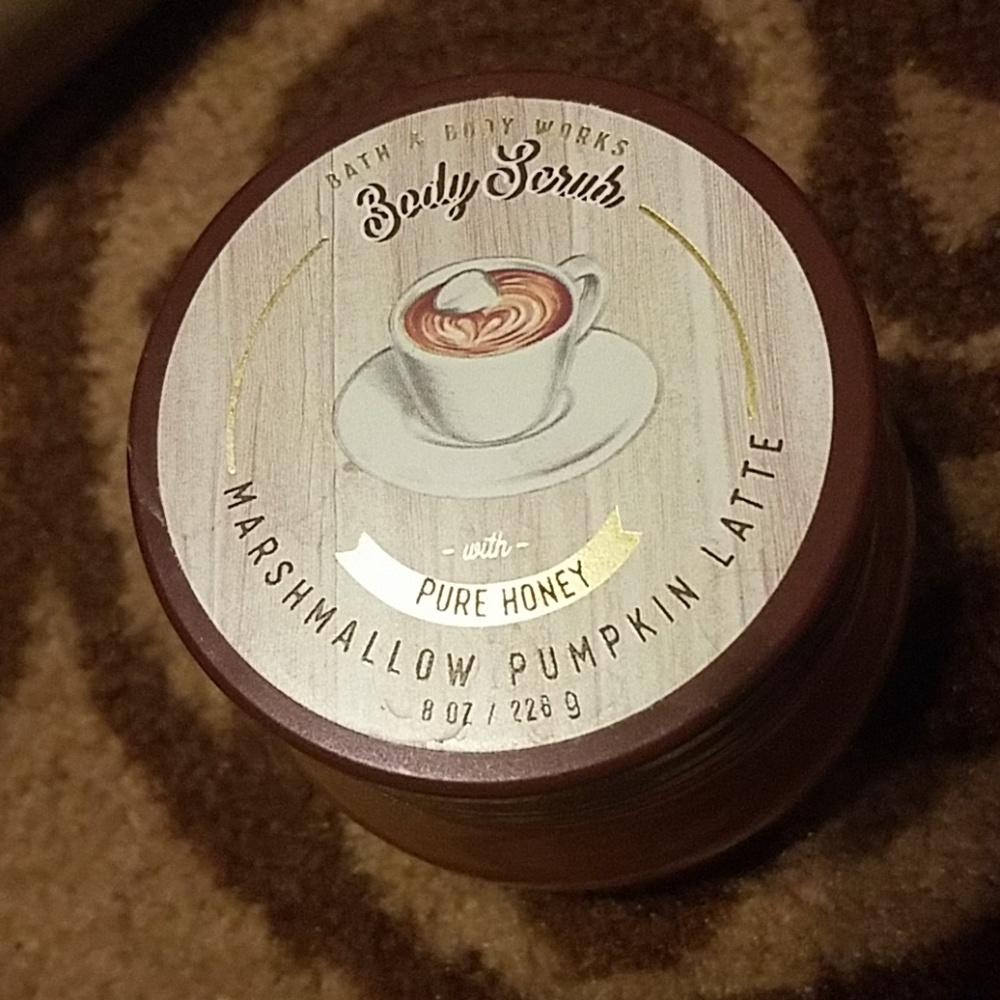 BATH & BODY WORKS
Body Scrub
- with -
PURE HONEY
MARSHMALLOW PUMPKIN LATTE
8 OZ / 226 g